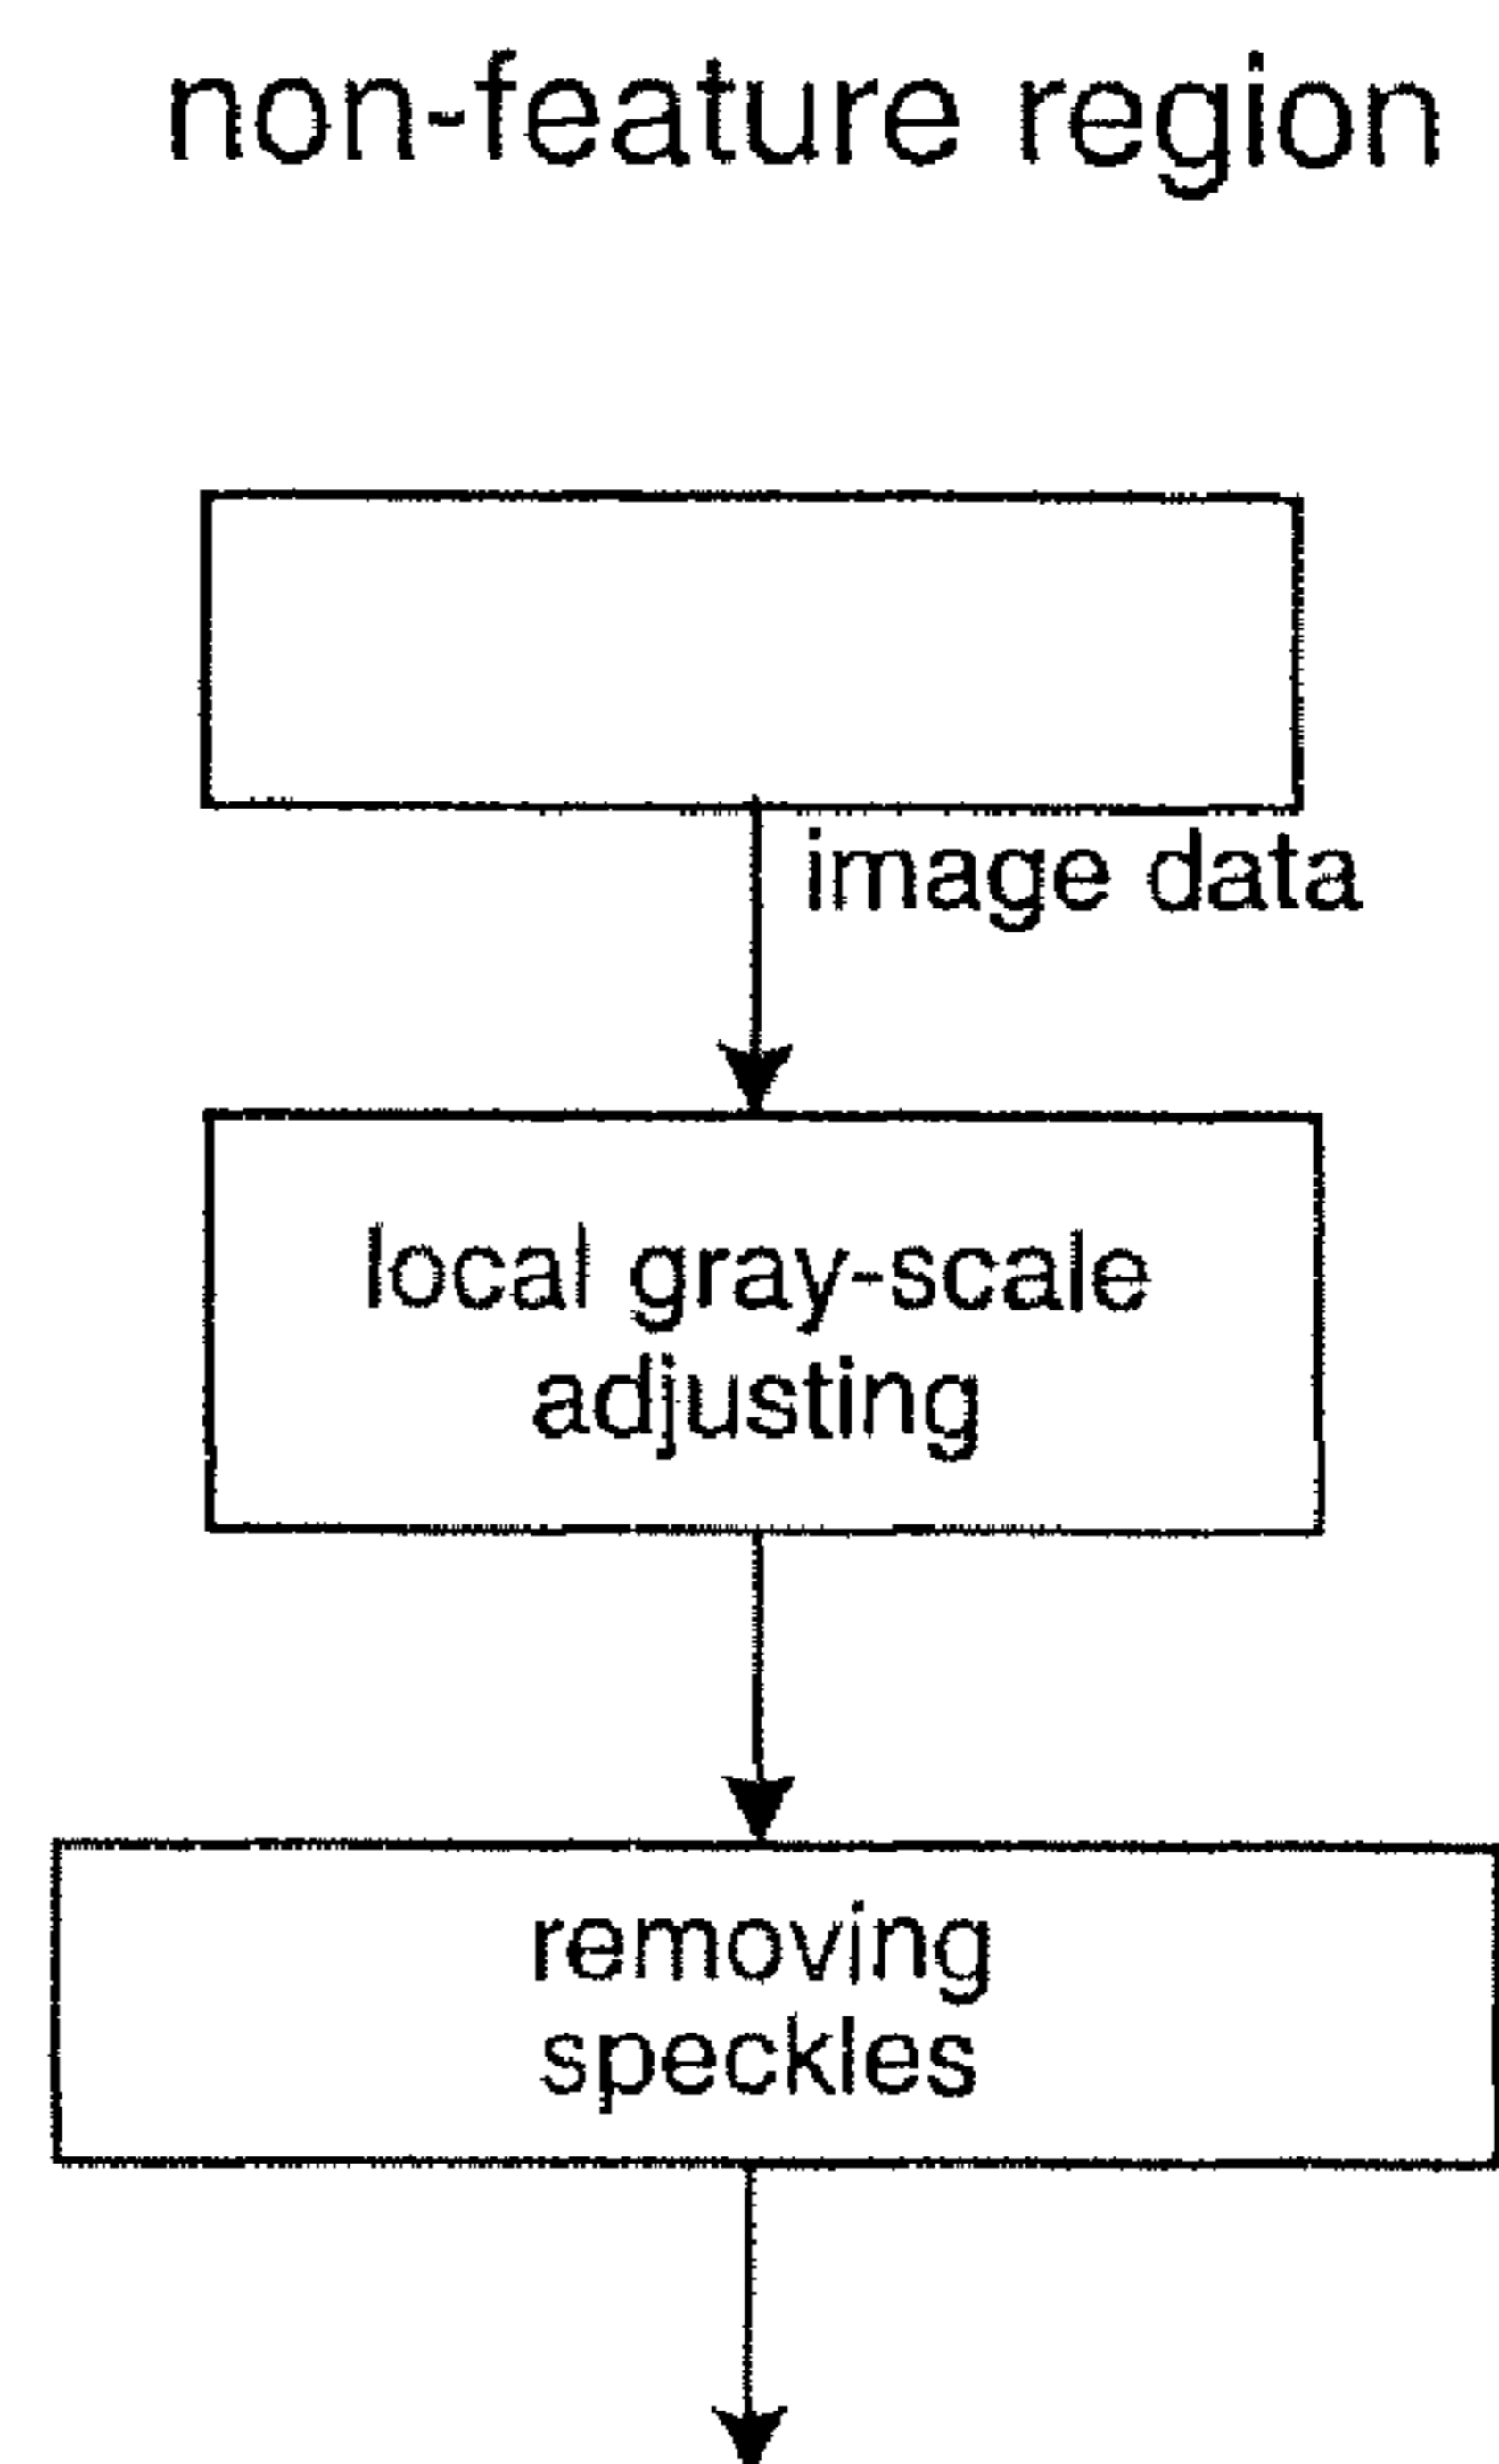 non-feature region
image data
local gray-scale
adjusting
removing
speckles